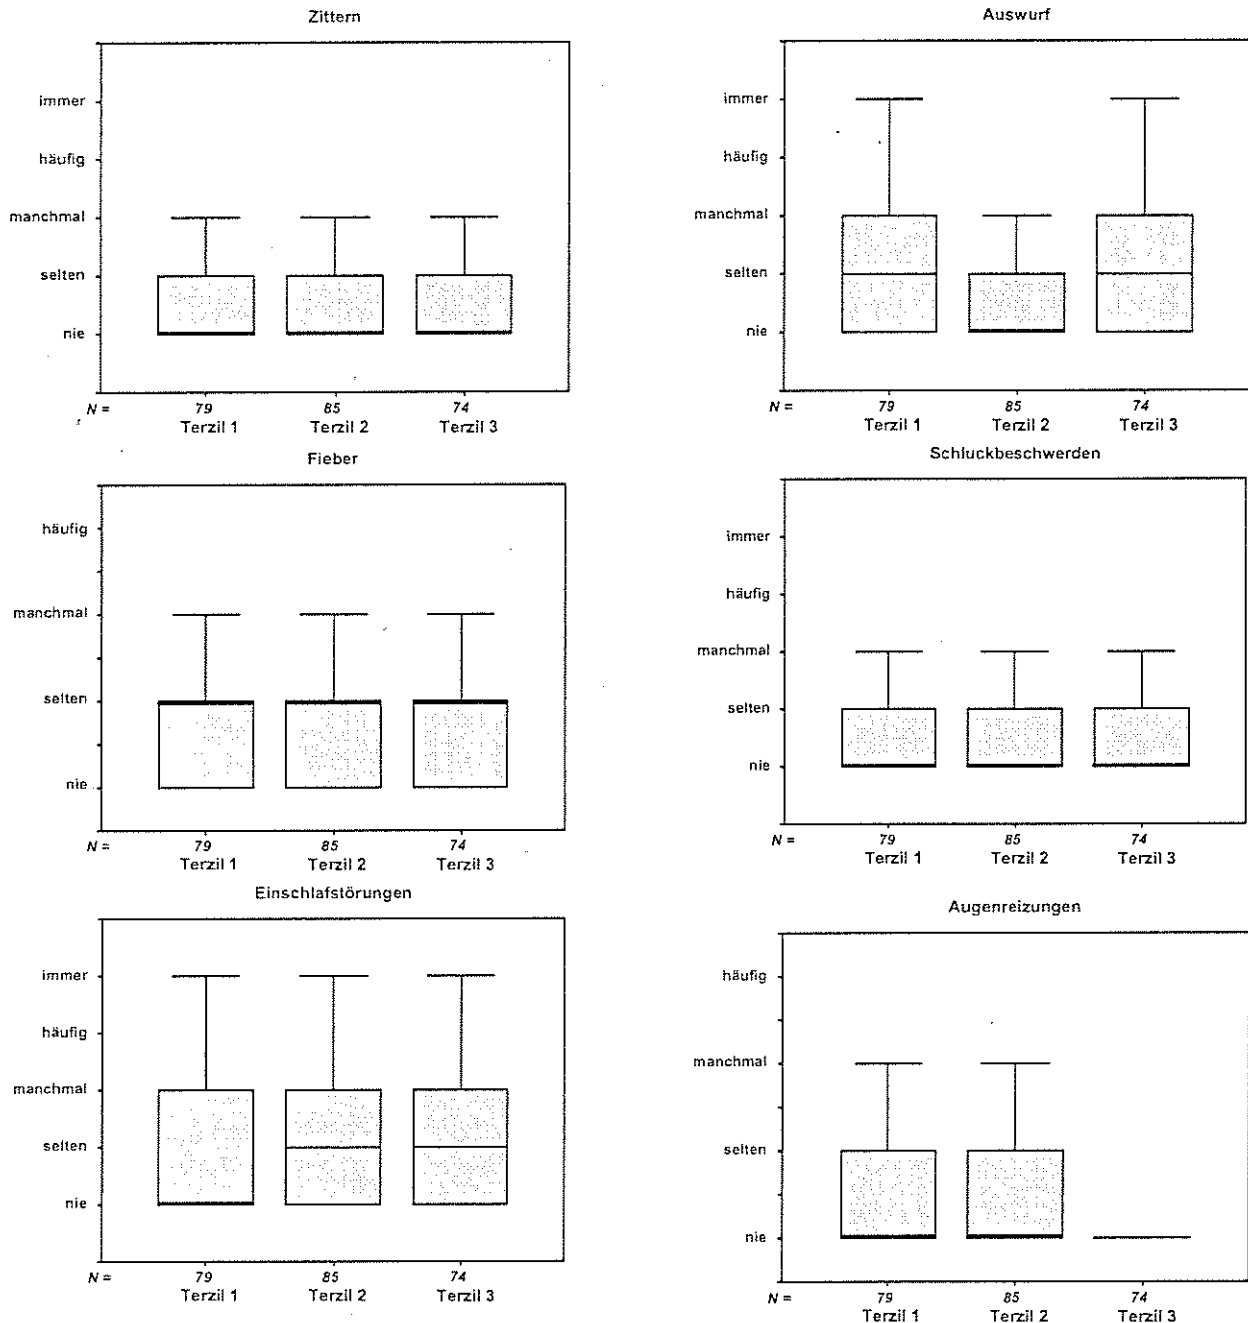 Zittern
immer
häufig
manchmal
selten
nie
N = 79 85 74
Terzil 1 Terzil 2 Terzil 3
Auswurf
immer
häufig
manchmal
selten
nie
N = 79 85 74
Terzil 1 Terzil 2 Terzil 3
Fieber
häufig
manchmal
selten
nie
N = 79 85 74
Terzil 1 Terzil 2 Terzil 3
Schluckbeschwerden
immer
häufig
manchmal
selten
nie
N = 79 85 74
Terzil 1 Terzil 2 Terzil 3
Einschlafstörungen
immer
häufig
manchmal
selten
nie
N = 79 85 74
Terzil 1 Terzil 2 Terzil 3
Augenreizungen
häufig
manchmal
selten
nie
N = 79 85 74
Terzil 1 Terzil 2 Terzil 3